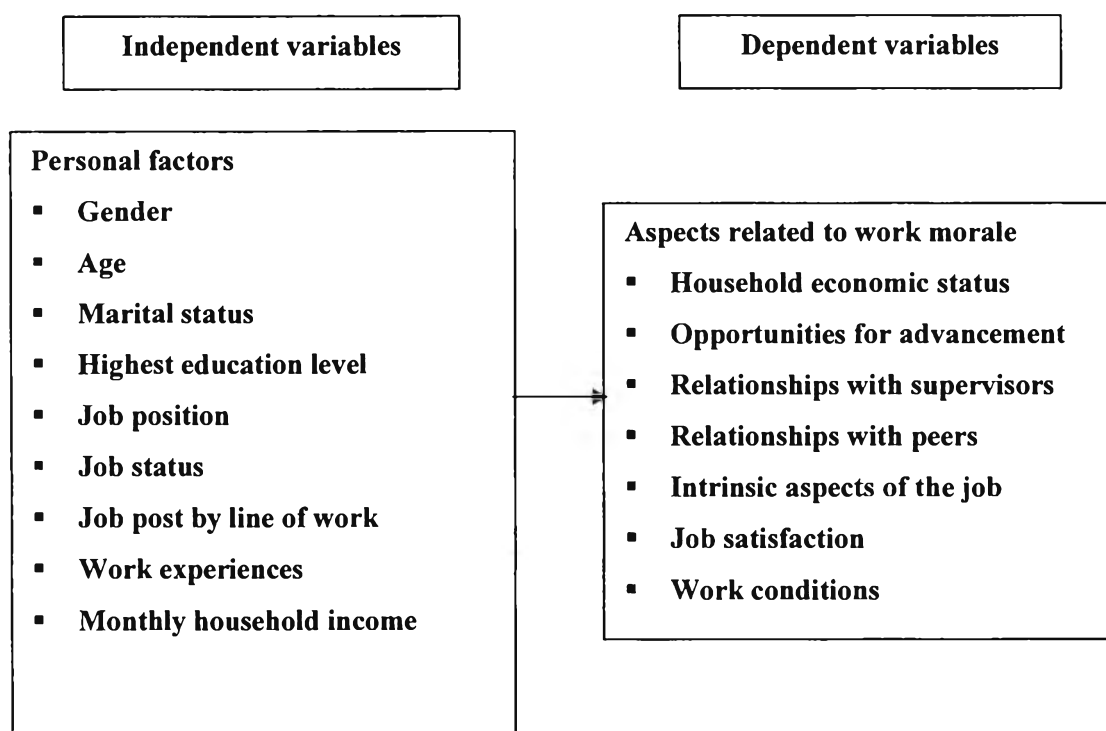 Independent variables
Dependent variables
Personal factors
▪ Gender
▪ Age
▪ Marital status
▪ Highest education level
▪ Job position
▪ Job status
▪ Job post by line of work
▪ Work experiences
▪ Monthly household income
Aspects related to work morale
▪ Household economic status
▪ Opportunities for advancement
▪ Relationships with supervisors
▪ Relationships with peers
▪ Intrinsic aspects of the job
▪ Job satisfaction
▪ Work conditions